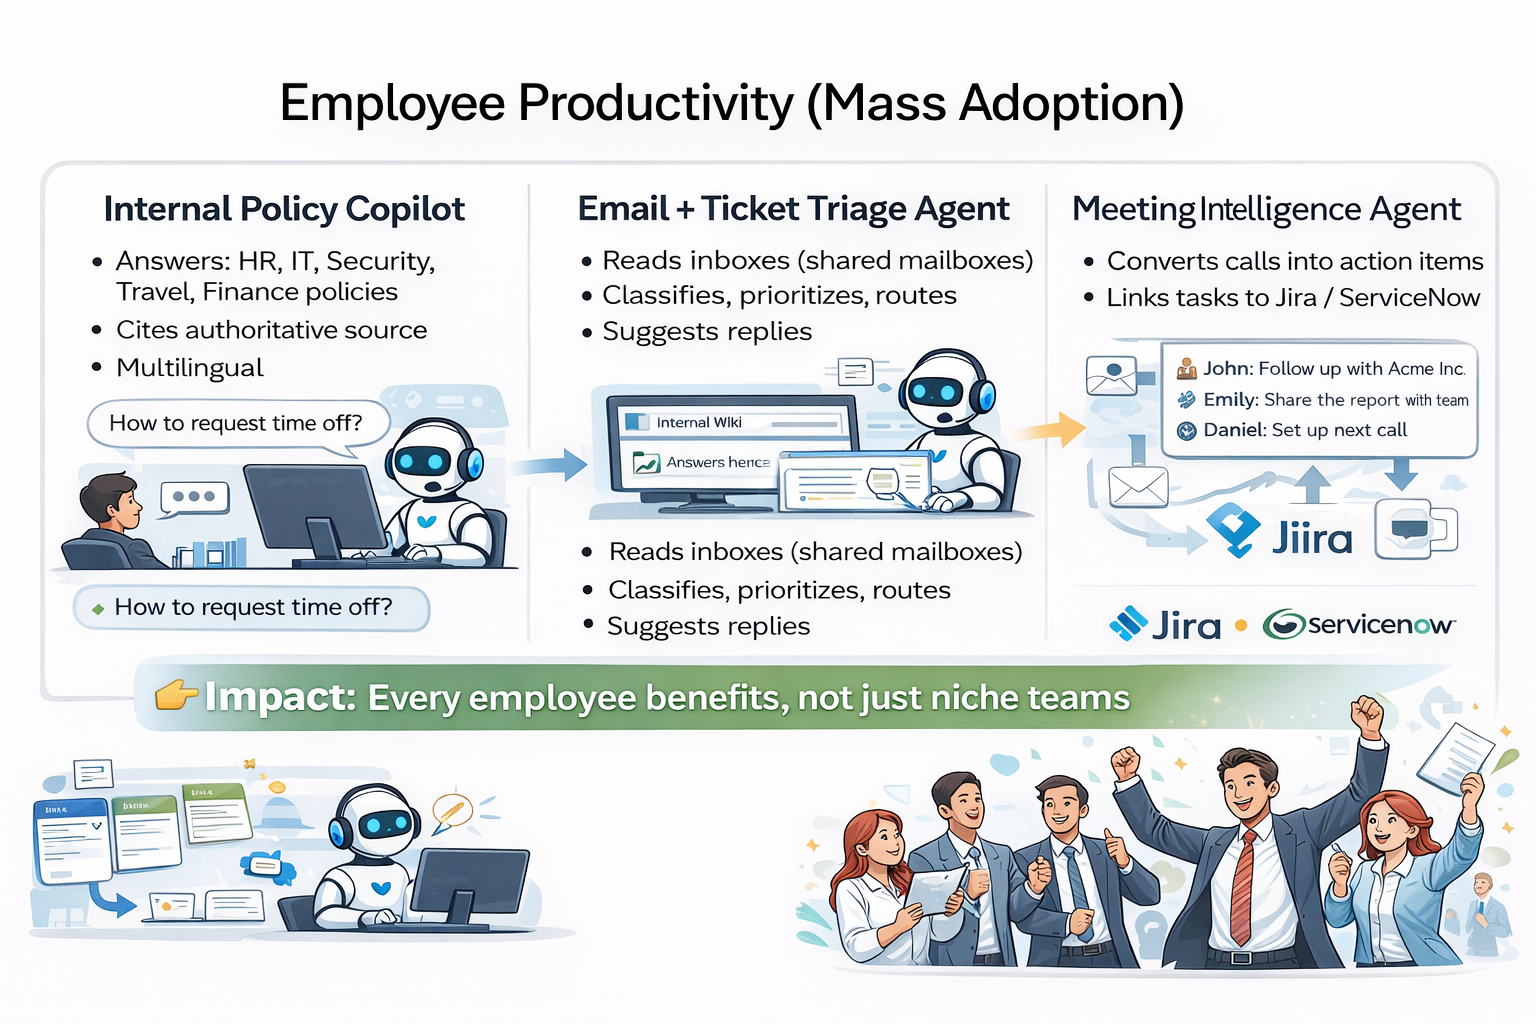 Employee Productivity (Mass Adoption)
Internal Policy Copilot
• Answers: HR, IT, Security,
Travel, Finance policies
• Cites authoritative source
• Multilingual
How to request time off?
How to request time off?
Email + Ticket Triage Agent
• Reads inboxes (shared mailboxes)
• Classifies, prioritizes, routes
• Suggests replies
Internal Wiki
Answers hence
• Reads inboxes (shared mailboxes)
• Classifies, prioritizes, routes
• Suggests replies
Meeting Intelligence Agent
• Converts calls into action items
• Links tasks to Jira / ServiceNow
John: Follow up with Acme Inc.
Emily: Share the report with team
Daniel: Set up next call
Jiira
Jira • servicenow
👉 Impact: Every employee benefits, not just niche teams